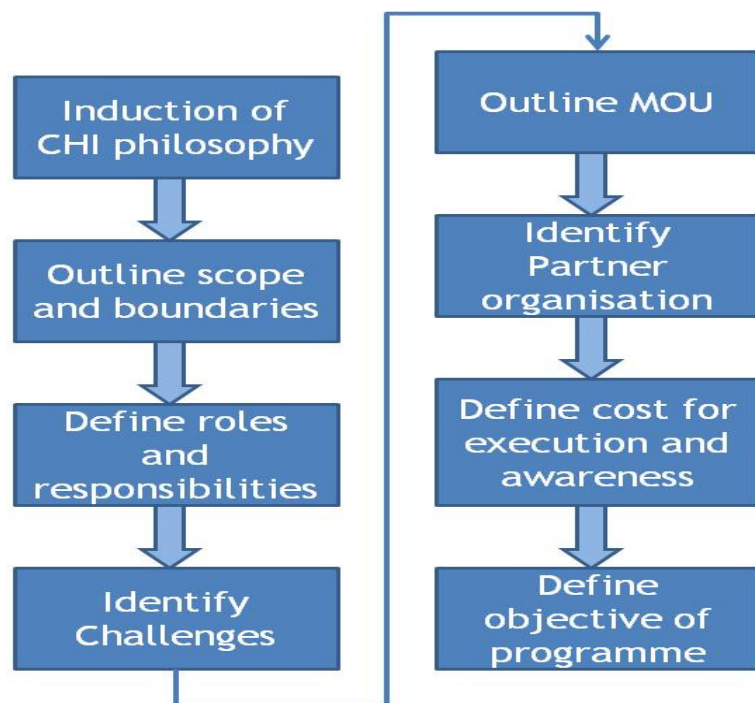 Induction of
CHI philosophy
Outline scope
and boundaries
Define roles
and
responsibilities
Identify
Challenges
Outline MOU
Identify
Partner
organisation
Define cost for
execution and
awareness
Define
objective of
programme